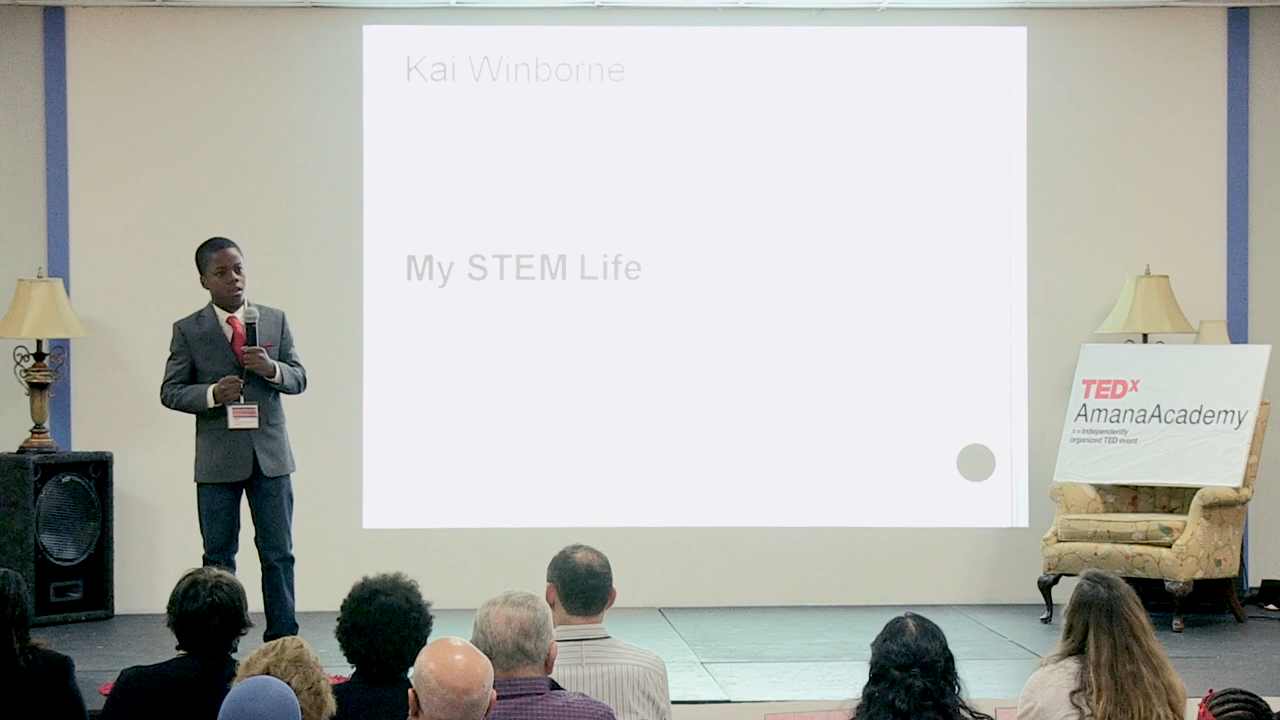 Kai Winborne
My STEM Life
TEDx
AmanaAcademy
x = independently
organized TED event